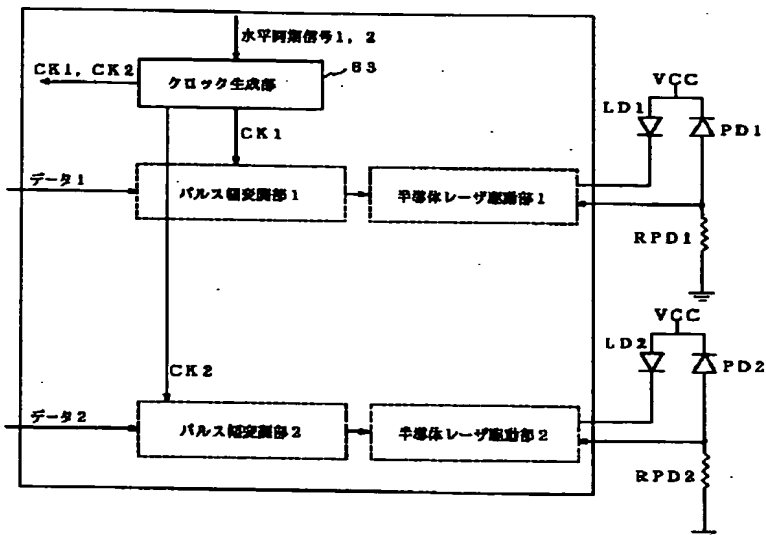 水平同期信号1, 2
CK1, CK2
クロック生成部
63
CK1
データ1
パルス幅変調部1
半導体レーザ駆動部1
VCC
LD1
PD1
RPD1
CK2
データ2
パルス幅変調部2
半導体レーザ駆動部2
VCC
LD2
PD2
RPD2